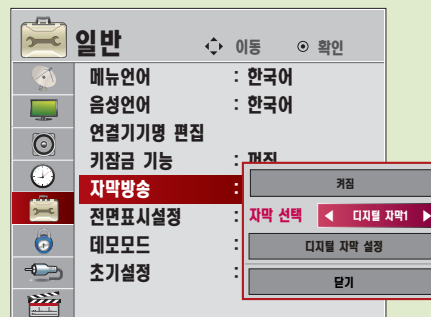 일반 이동 확인
메뉴언어 : 한국어
음성언어 : 한국어
연결기기명 편집
키잠금 기능 : 꺼짐
자막방송 :
켜짐
전면표시설정 :
자막 선택 ◀ 디지털 자막1 ▶
데모모드 :
디지털 자막 설정
초기설정 :
닫기